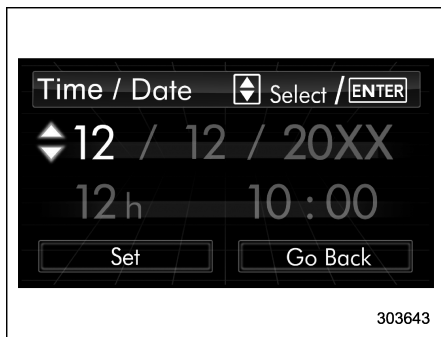 Time / Date Select / ENTER
12 / 12 / 20XX
12h 10 : 00
Set Go Back
303643